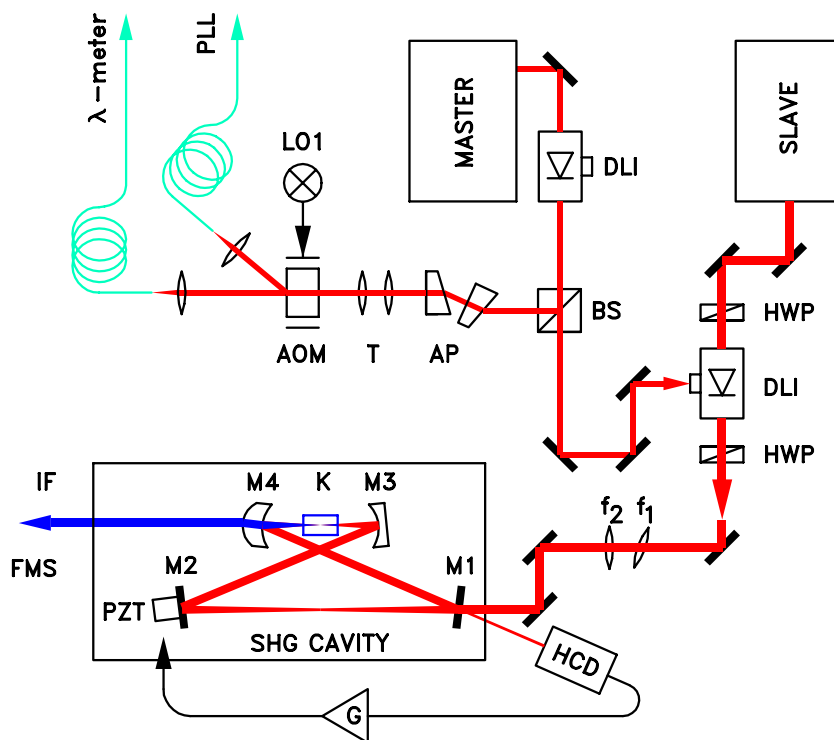 λ-meter
PLL
MASTER
SLAVE
LO1
DLI
AOM
T
AP
BS
HWP
DLI
HWP
IF
M4
K
M3
f2
f1
FMS
M2
M1
PZT
SHG CAVITY
HCD
G